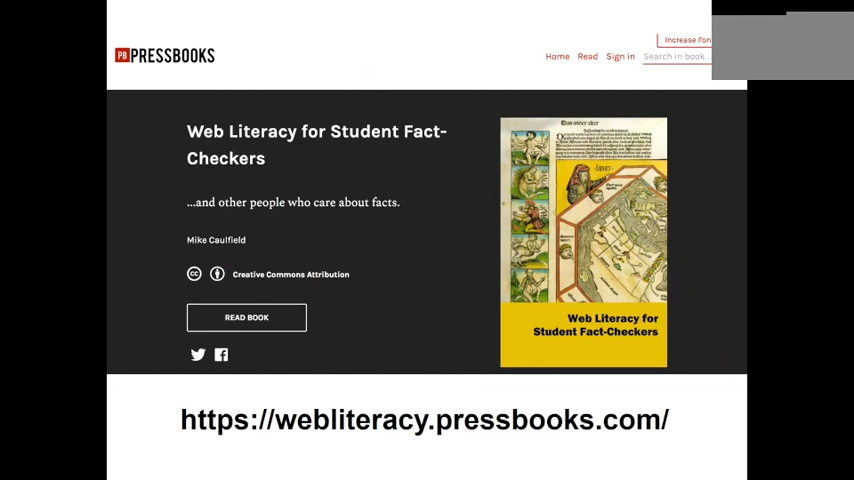 PB PRESSBOOKS
Increase Fon
Home Read Sign in Search in book ...
Web Literacy for Student Fact-
Checkers
...and other people who care about facts.
Mike Caulfield
Creative Commons Attribution
READ BOOK
Web Literacy for
Student Fact-Checkers
https://webliteracy.pressbooks.com/